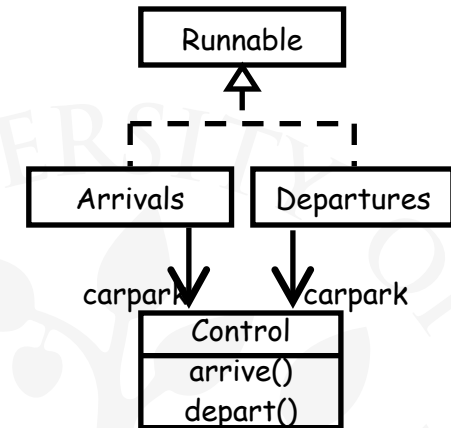 Runnable
Arrivals
Departures
carpark
carpark
Control
arrive()
depart()